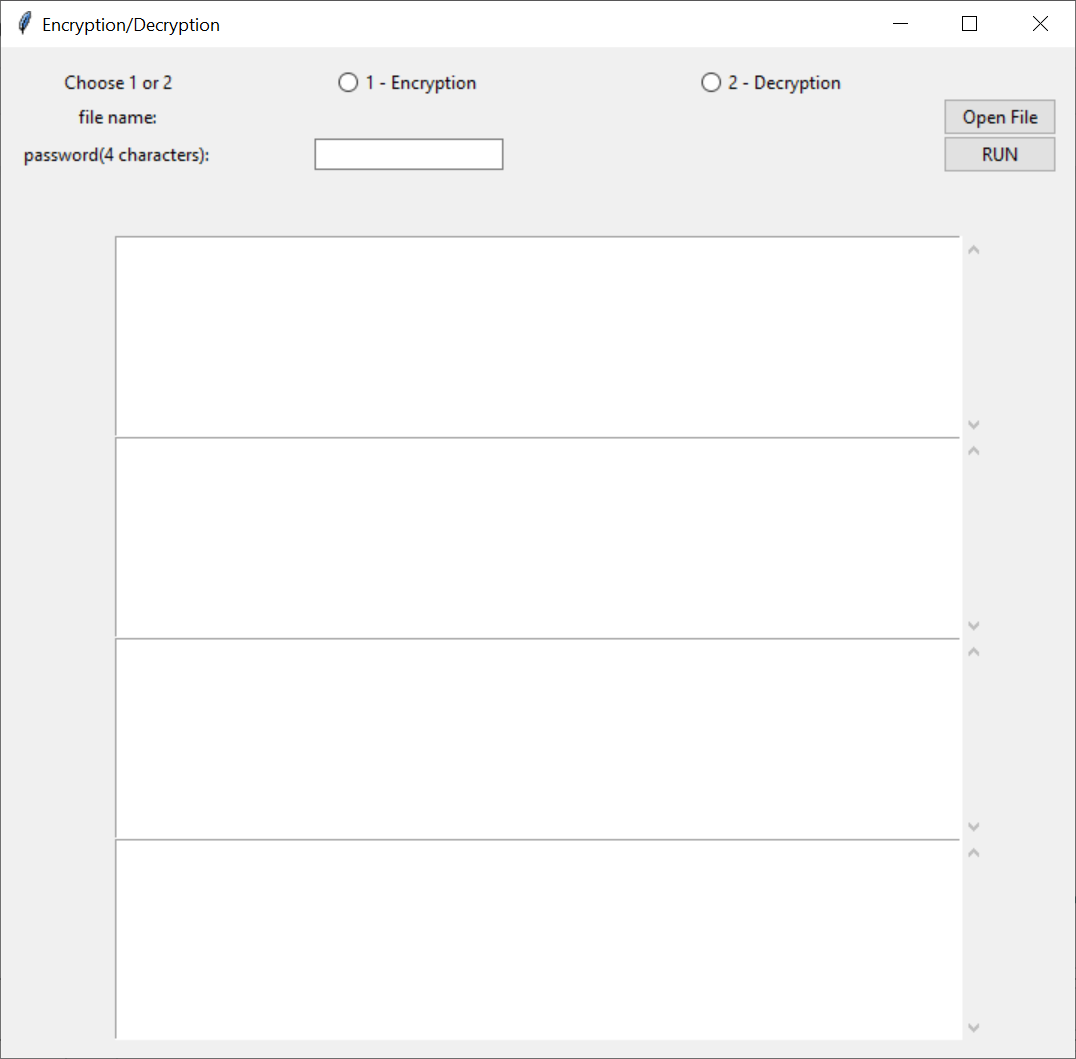 Encryption/Decryption
Choose 1 or 2 1 - Encryption 2 - Decryption
file name: Open File
password(4 characters): RUN